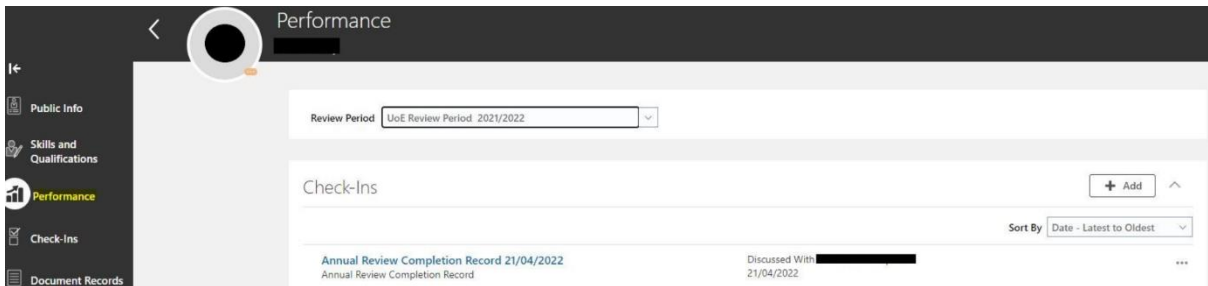 Performance
Public Info
Skills and
Qualifications
Performance
Check-Ins
Document Records
Review Period UoE Review Period 2021/2022
Check-Ins
+ Add
Sort By Date - Latest to Oldest
Annual Review Completion Record 21/04/2022
Annual Review Completion Record
Discussed With
21/04/2022